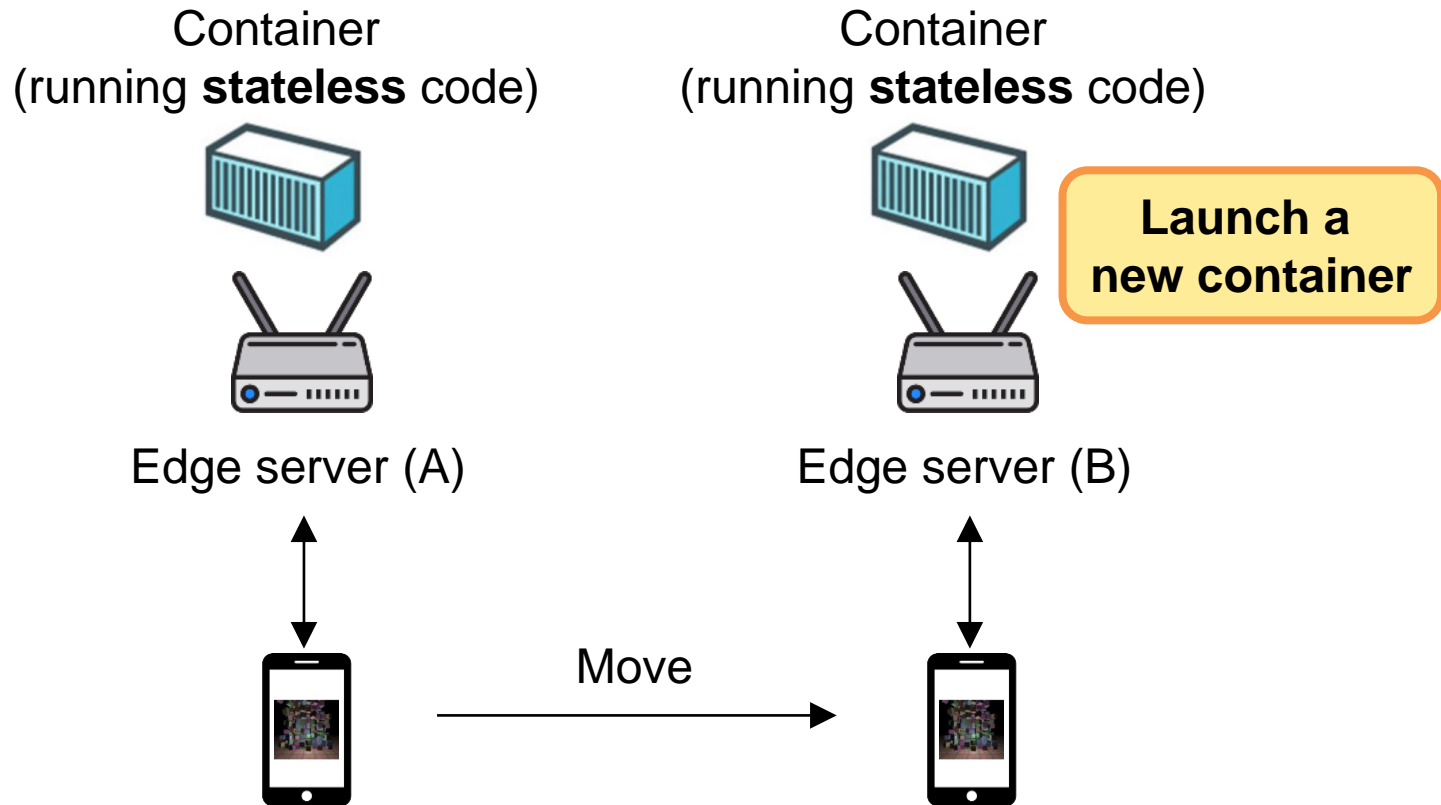 Container
(running stateless code)
Container
(running stateless code)
Launch a
new container
Edge server (A)
Edge server (B)
Move